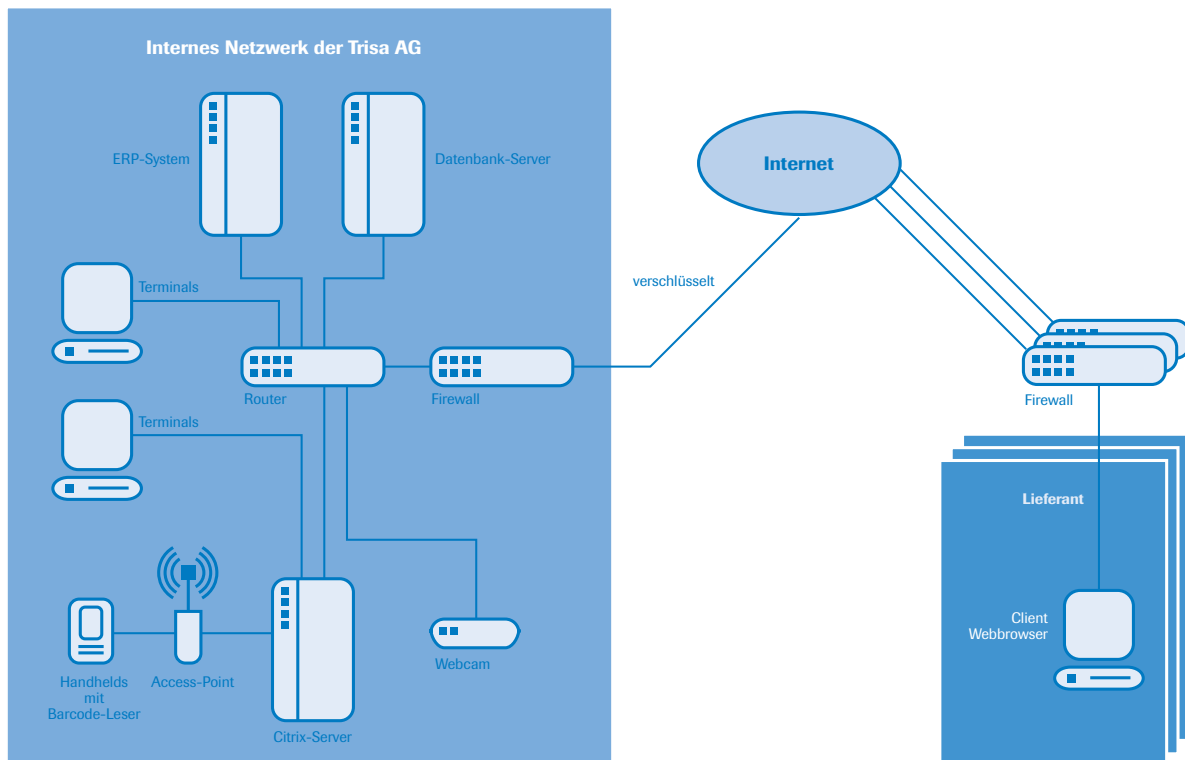 Internes Netzwerk der Trisa AG
ERP-System
Datenbank-Server
Internet
Terminals
verschlüsselt
Router
Firewall
Firewall
Terminals
Lieferant
Client
Webbrowser
Webcam
Handhelds
mit
Barcode-Leser
Access-Point
Citrix-Server